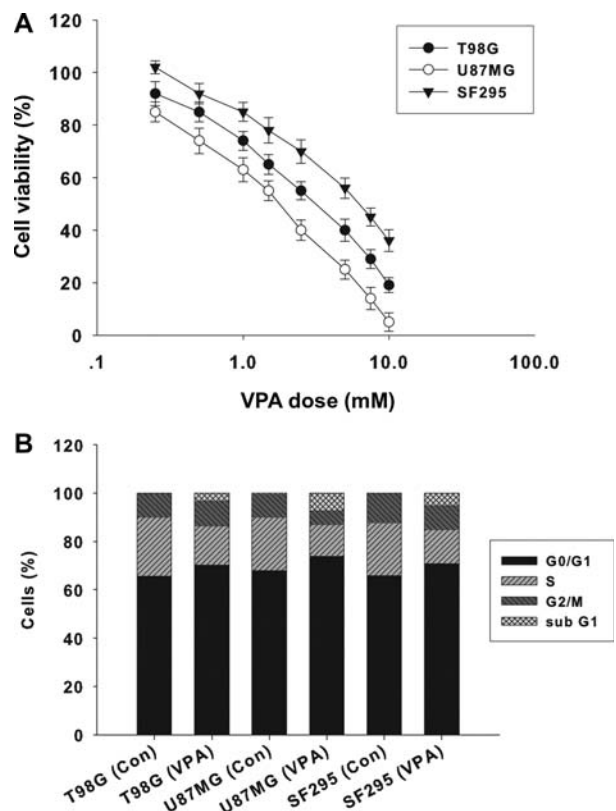 A
120
100
80
60
40
20
0
Cell viability (%)
T98G
U87MG
SF295
.1
1.0
10.0
100.0
VPA dose (mM)
B
120
100
80
60
40
20
0
Cells (%)
G0/G1
S
G2/M
sub G1
T98G (Con)
T98G (VPA)
U87MG (Con)
U87MG (VPA)
SF295 (Con)
SF295 (VPA)